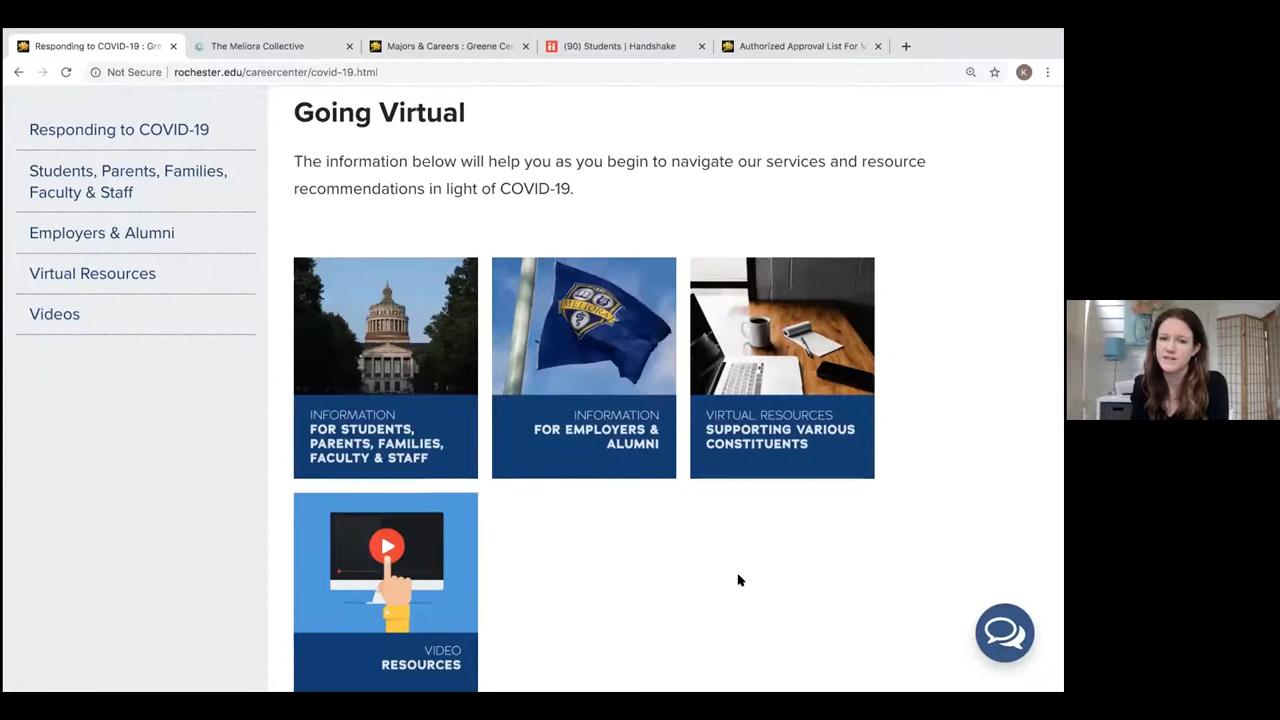 Responding to COVID-19 : Gre
The Meliora Collective
Majors & Careers : Greene Ce
(90) Students | Handshake
Authorized Approval List For M
Not Secure
rochester.edu/careercenter/covid-19.html
K
Responding to COVID-19
Students, Parents, Families,
Faculty & Staff
Employers & Alumni
Virtual Resources
Videos
Going Virtual
The information below will help you as you begin to navigate our services and resource
recommendations in light of COVID-19.
INFORMATION
FOR STUDENTS,
PARENTS, FAMILIES,
FACULTY & STAFF
MELIORA
INFORMATION
FOR EMPLOYERS &
ALUMNI
VIRTUAL RESOURCES
SUPPORTING VARIOUS
CONSTITUENTS
VIDEO
RESOURCES